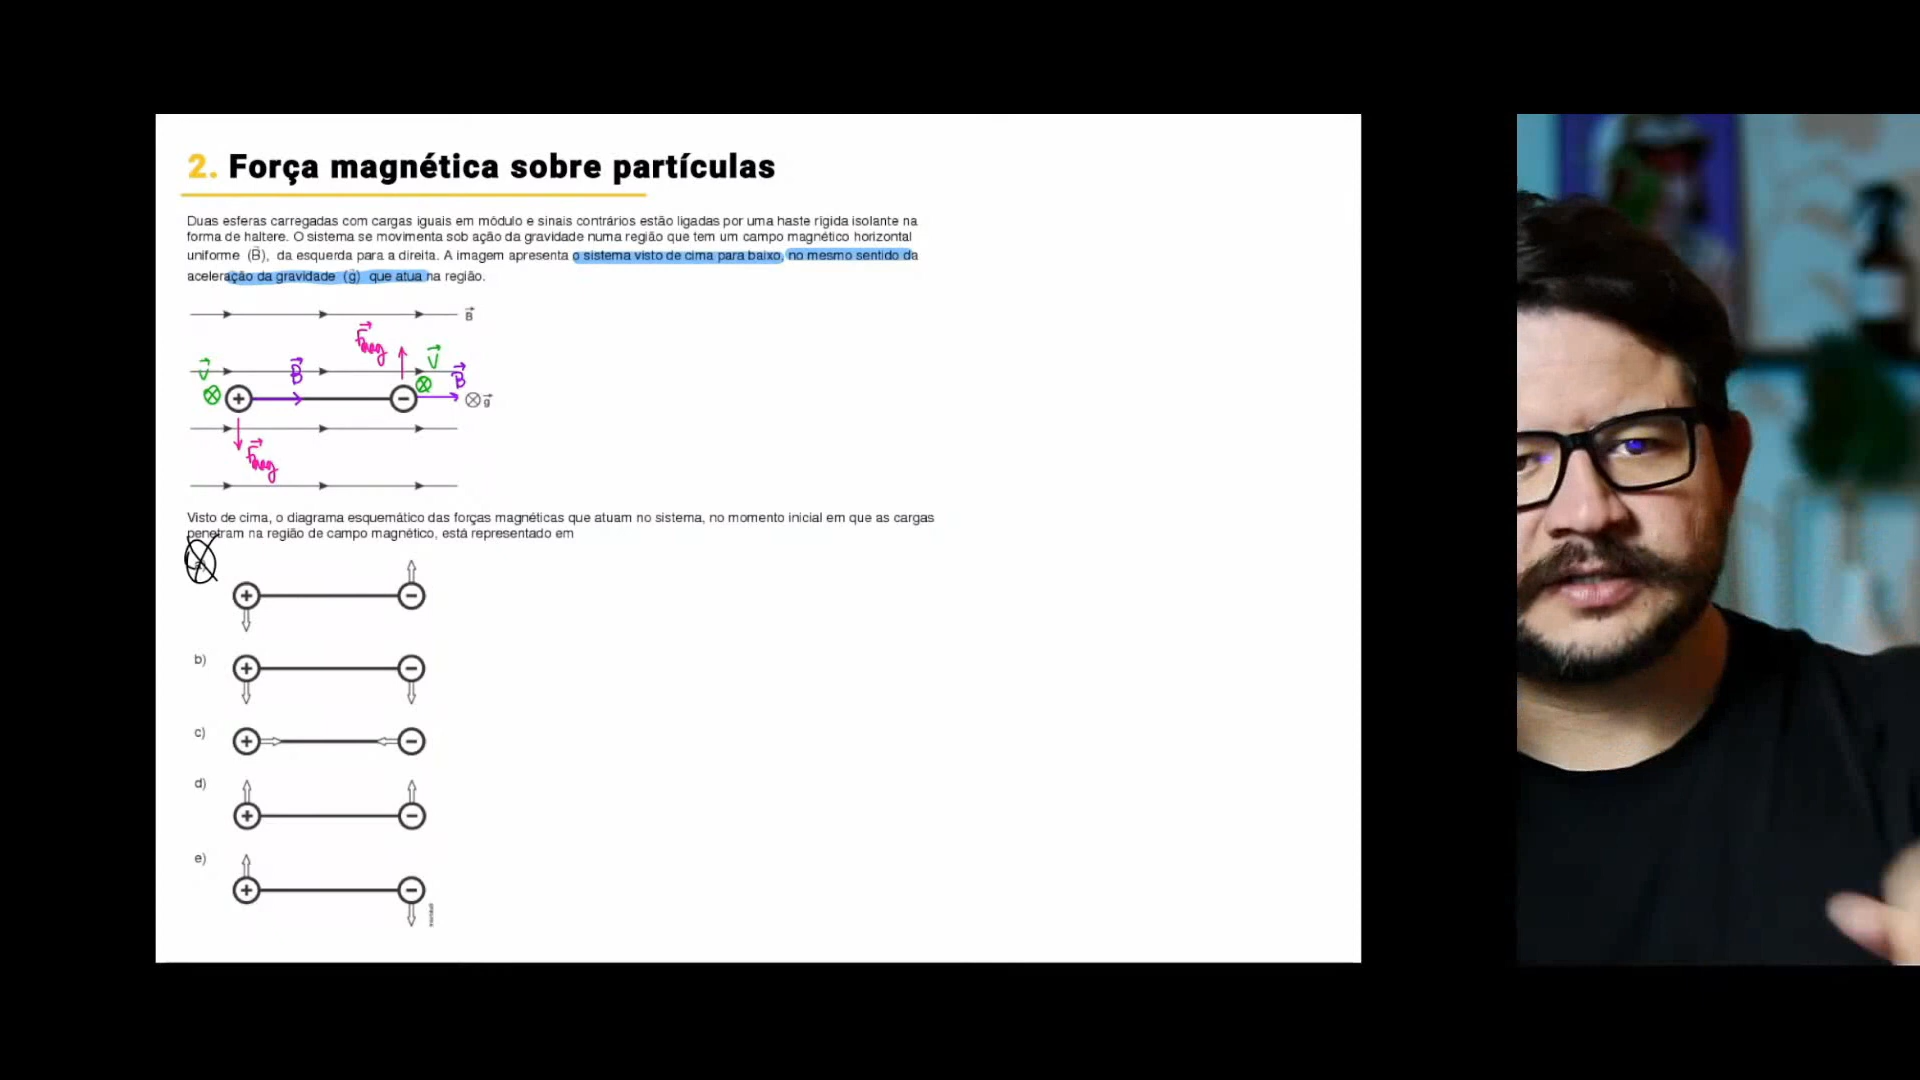 2. Força magnética sobre partículas
Duas esferas carregadas com cargas iguais em módulo e sinais contrários estão ligadas por uma haste rígida isolante na
forma de haltere. O sistema se movimenta sob ação da gravidade numa região que tem um campo magnético horizontal
uniforme (B⃗), da esquerda para a direita. A imagem apresenta o sistema visto de cima para baixo, no mesmo sentido da
aceleração da gravidade (g⃗) que atua na região.
B⃗
F⃗mag
V⃗ B⃗ V⃗ B⃗
+ − g⃗
F⃗mag
Visto de cima, o diagrama esquemático das forças magnéticas que atuam no sistema, no momento inicial em que as cargas
penetram na região de campo magnético, está representado em
a)
+ −
b) + −
c) + −
d)
+ −
e)
+ −